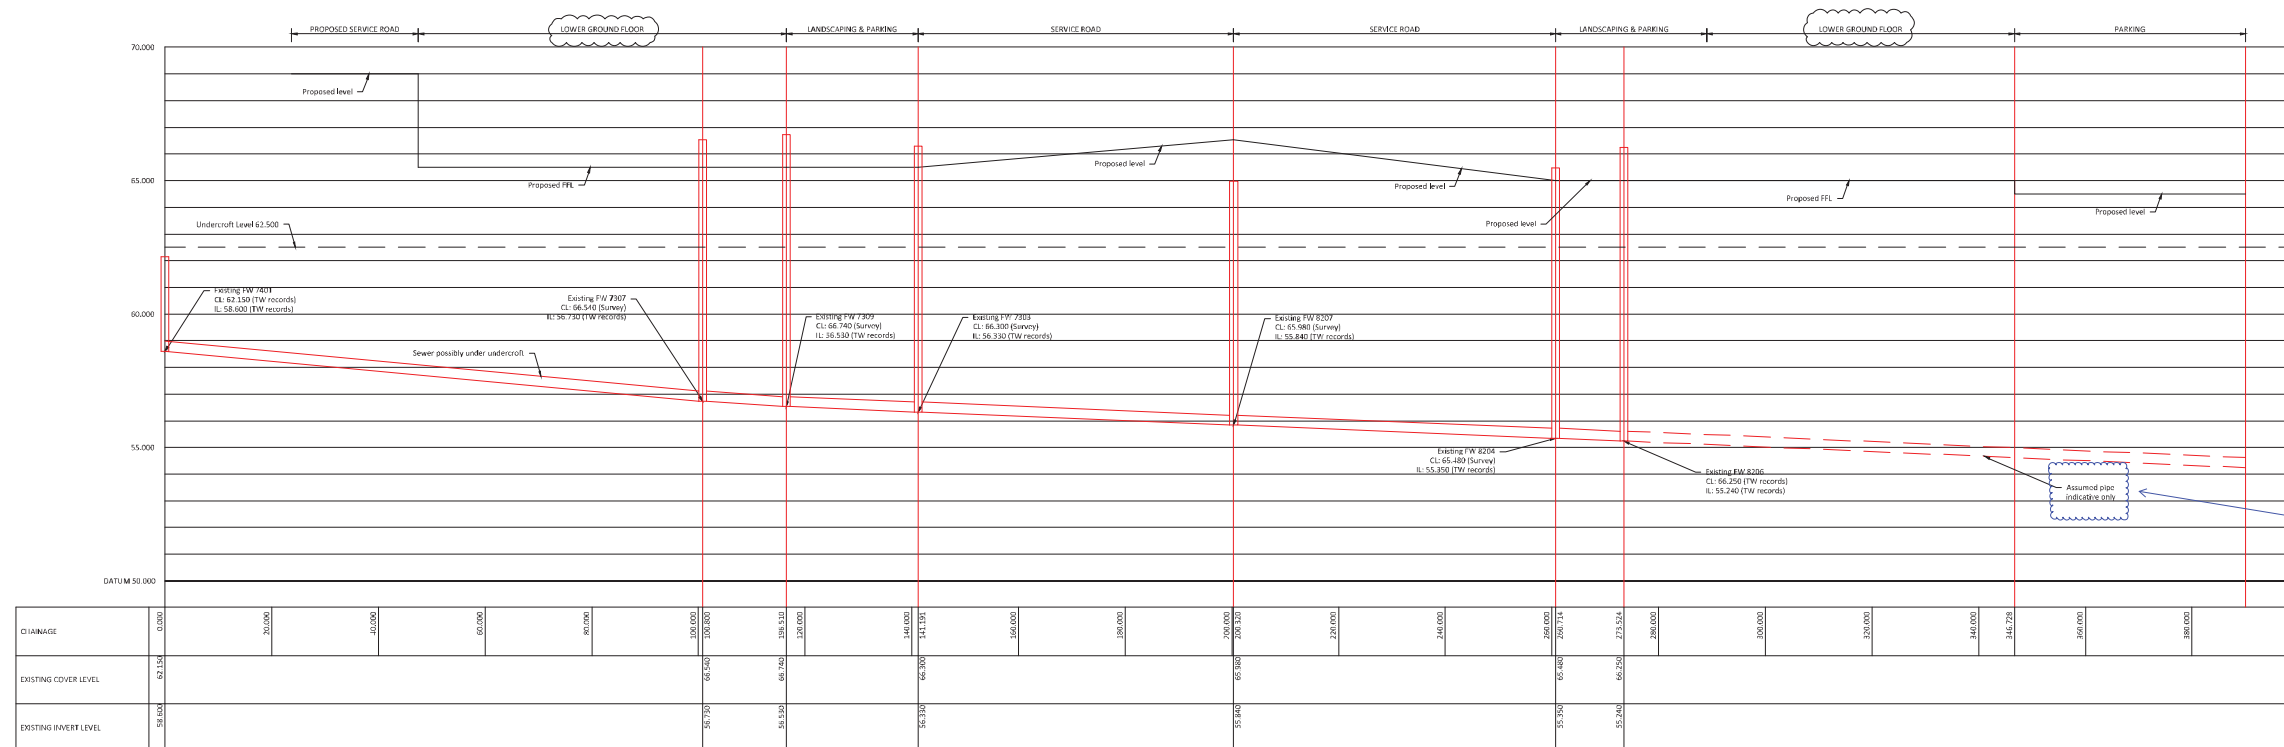 PROPOSED SERVICE ROAD
LOWER GROUND FLOOR
LANDSCAPING & PARKING
SERVICE ROAD
SERVICE ROAD
LANDSCAPING & PARKING
LOWER GROUND FLOOR
PARKING
70.000
Proposed level
Proposed level
65.000
Proposed FFL
Proposed level
Proposed FFL
Proposed level
Proposed level
Undercroft Level 62.500
60.000
Existing FW 7401
CL: 62.150 (TW records)
IL: 58.600 (TW records)
Existing FW 7307
CL: 66.540 (Survey)
IL: 56.730 (TW records)
Existing FW 7309
CL: 66.740 (Survey)
IL: 36.530 (TW records)
Existing FW 7303
CL: 66.300 (Survey)
IL: 56.330 (TW records)
Existing FW 8207
CL: 65.980 (Survey)
IL: 55.840 (TW records)
Sewer possibly under undercroft
55.000
Existing FW 8204
CL: 65.480 (Survey)
IL: 55.350 (TW records)
Existing FW 8206
CL: 66.250 (TW records)
IL: 55.240 (TW records)
Assumed pipe
indicative only
DATUM 50.000
CHAINAGE 0.000 20.000 40.000 60.000 80.000 100.000 100.800 196.510 120.000 140.000 141.191 160.000 180.000 200.000 200.320 220.000 240.000 260.000 260.714 273.524 280.000 300.000 320.000 340.000 346.728 360.000 380.000
EXISTING COVER LEVEL 62.150 66.540 66.740 66.300 65.980 65.480 66.250
EXISTING INVERT LEVEL 58.600 56.730 56.530 56.330 55.840 55.350 55.240